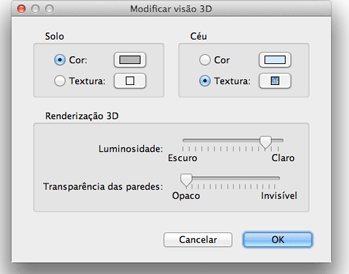 Modificar visão 3D
Solo
Céu
Cor:
Cor
Textura:
Textura:
Renderização 3D
Luminosidade:
Escuro
Claro
Transparência das paredes:
Opaco
Invisível
Cancelar
OK